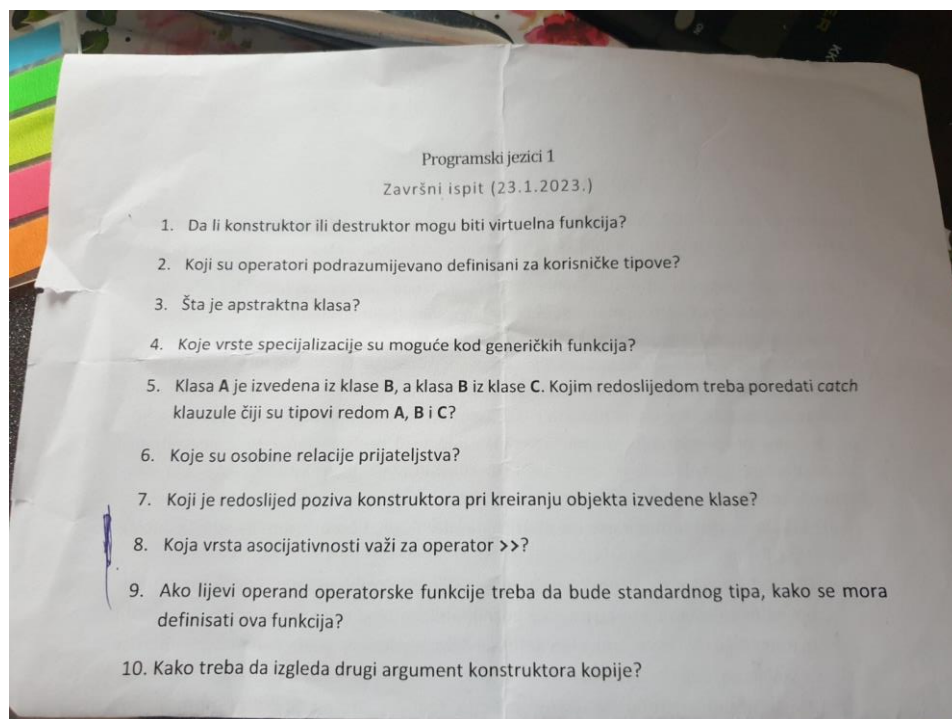 Programski jezici 1
Završni ispit (23.1.2023.)
1. Da li konstruktor ili destruktor mogu biti virtuelna funkcija?
2. Koji su operatori podrazumijevano definisani za korisničke tipove?
3. Šta je apstraktna klasa?
4. Koje vrste specijalizacije su moguće kod generičkih funkcija?
5. Klasa A je izvedena iz klase B, a klasa B iz klase C. Kojim redoslijedom treba poredati catch
klauzule čiji su tipovi redom A, B i C?
6. Koje su osobine relacije prijateljstva?
7. Koji je redoslijed poziva konstruktora pri kreiranju objekta izvedene klase?
8. Koja vrsta asocijativnosti važi za operator >>?
9. Ako lijevi operand operatorske funkcije treba da bude standardnog tipa, kako se mora
definisati ova funkcija?
10. Kako treba da izgleda drugi argument konstruktora kopije?